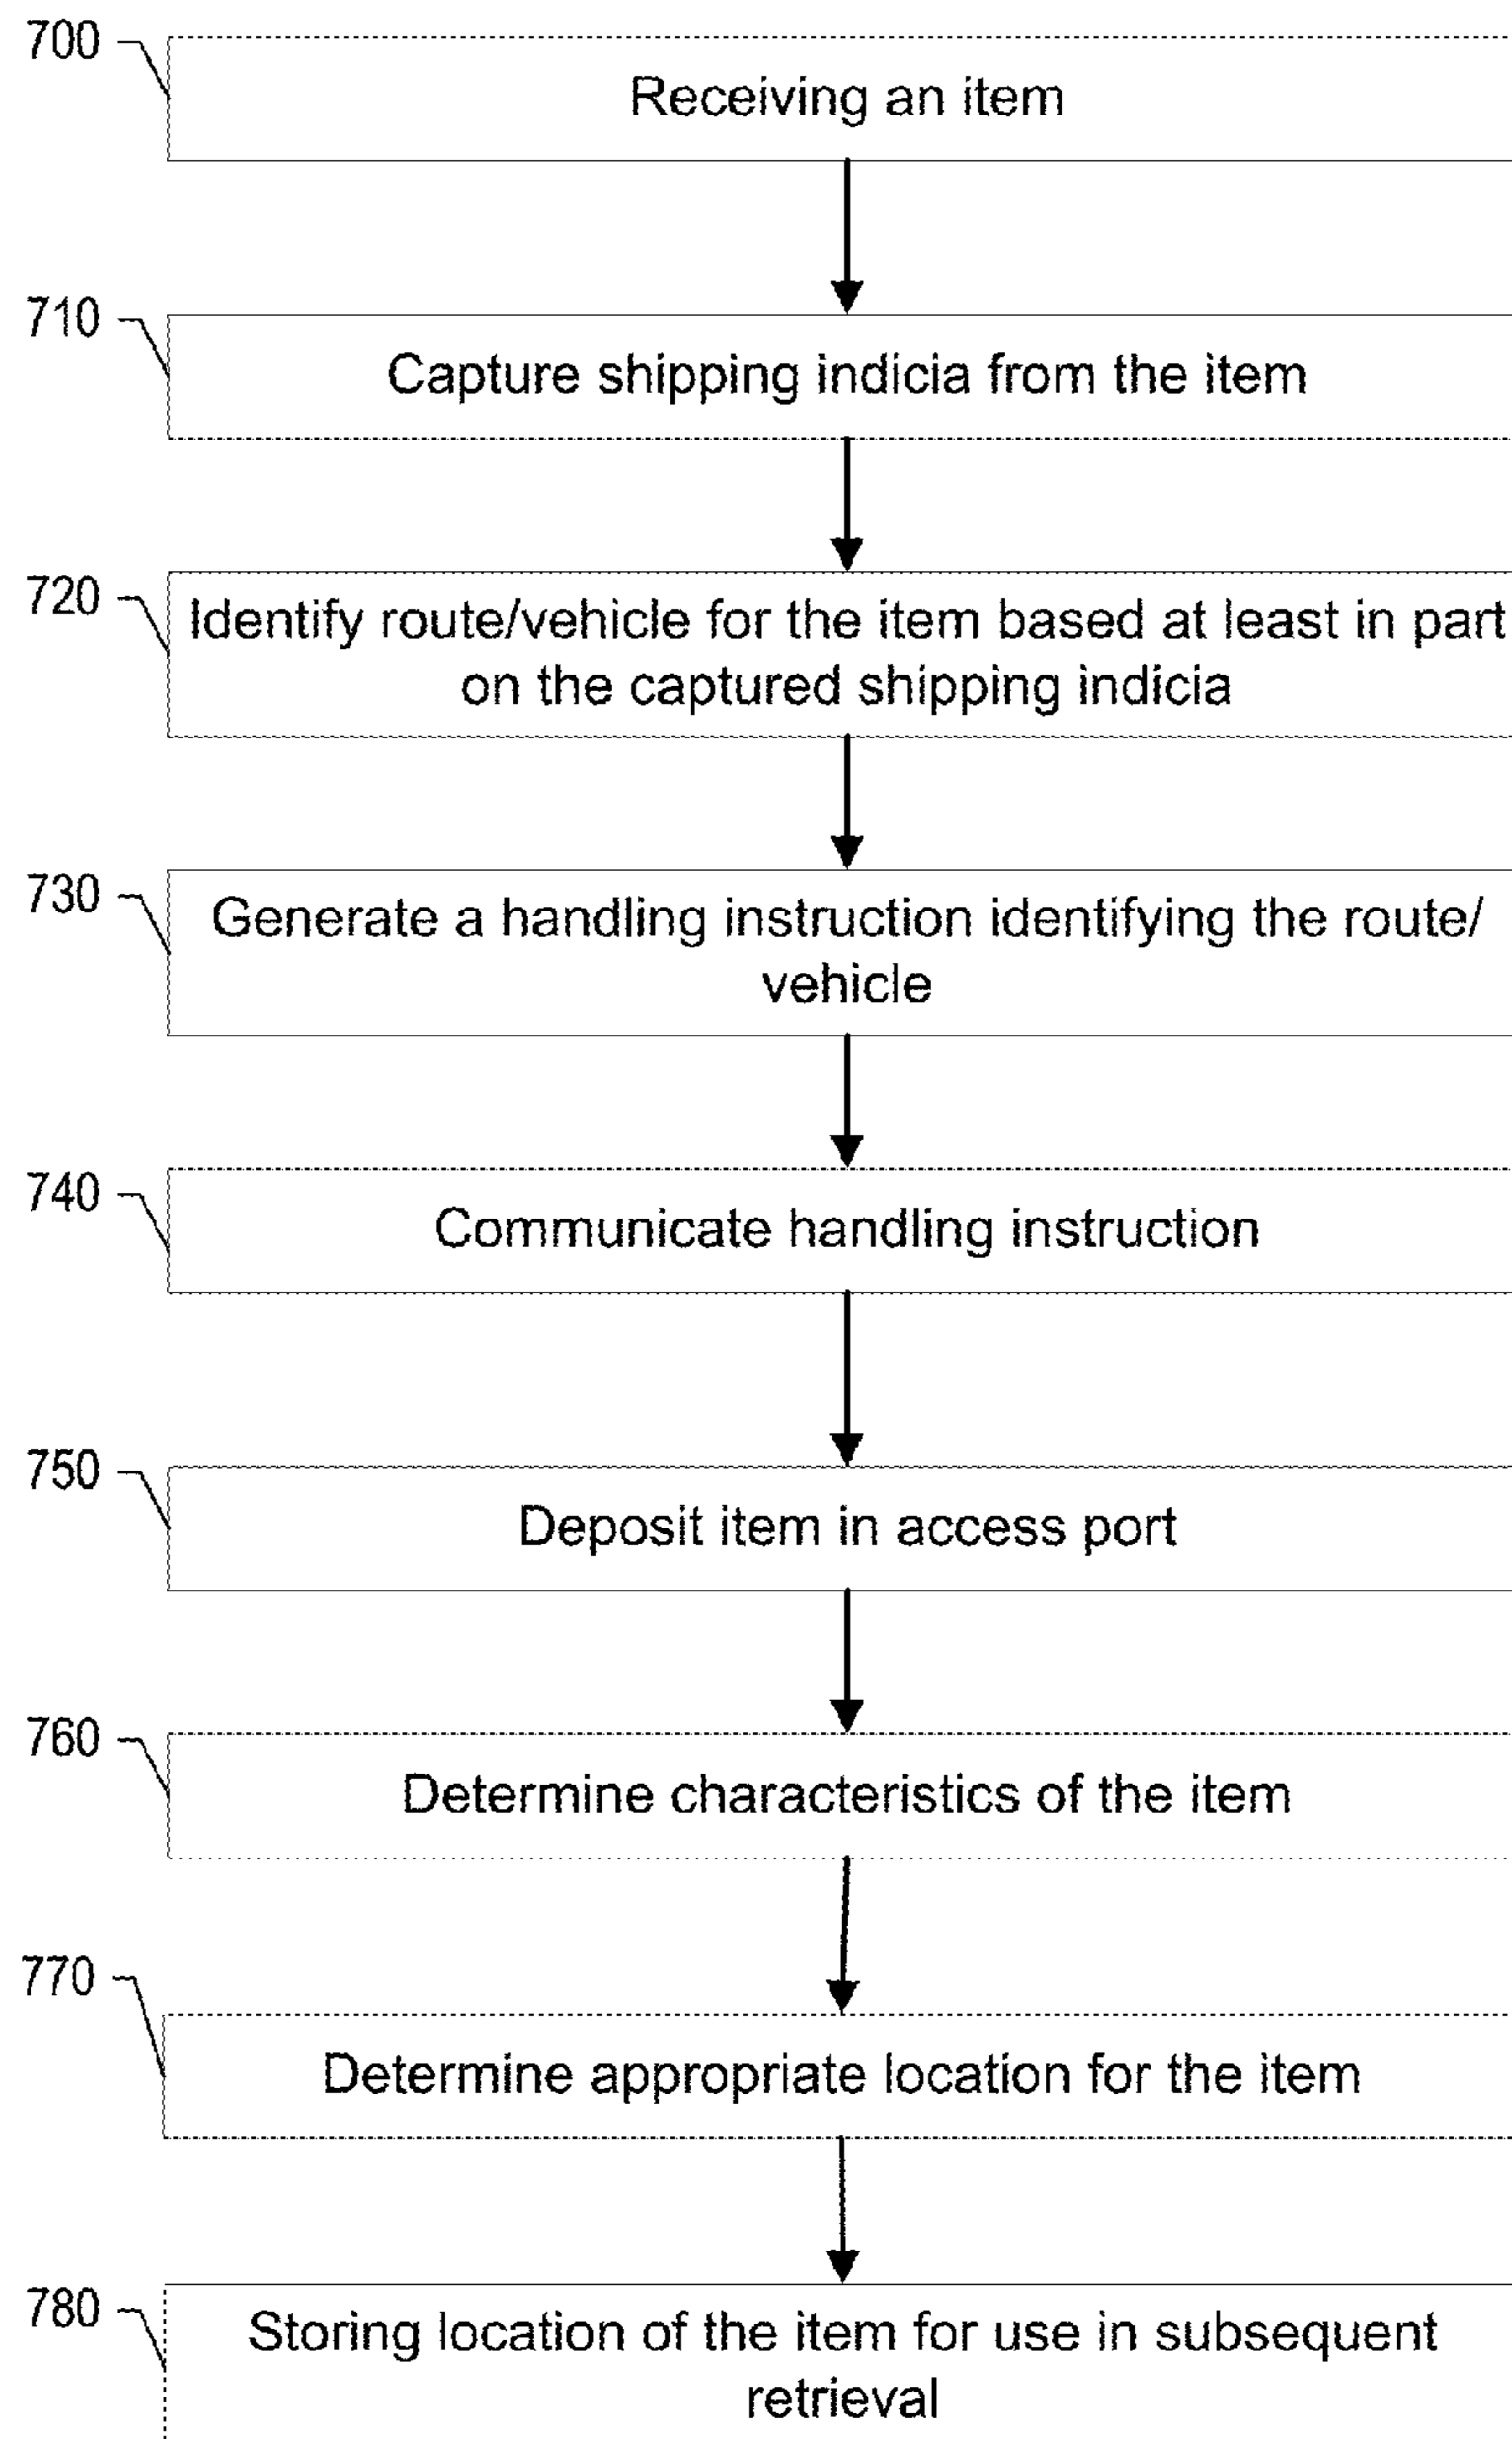 700
Receiving an item
710
Capture shipping indicia from the item
720
Identify route/vehicle for the item based at least in part
on the captured shipping indicia
730
Generate a handling instruction identifying the route/
vehicle
740
Communicate handling instruction
750
Deposit item in access port
760
Determine characteristics of the item
770
Determine appropriate location for the item
780
Storing location of the item for use in subsequent
retrieval